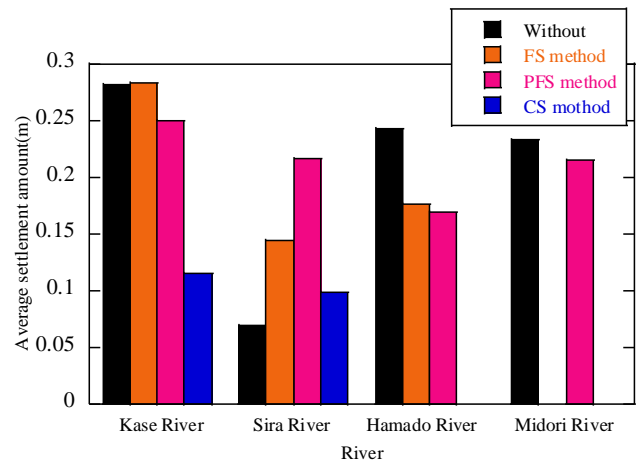 Without
FS method
PFS method
CS mothod
Average settlement amount(m)
0.3
0.25
0.2
0.15
0.1
0.05
0
Kase River
Sira River
Hamado River
Midori River
River